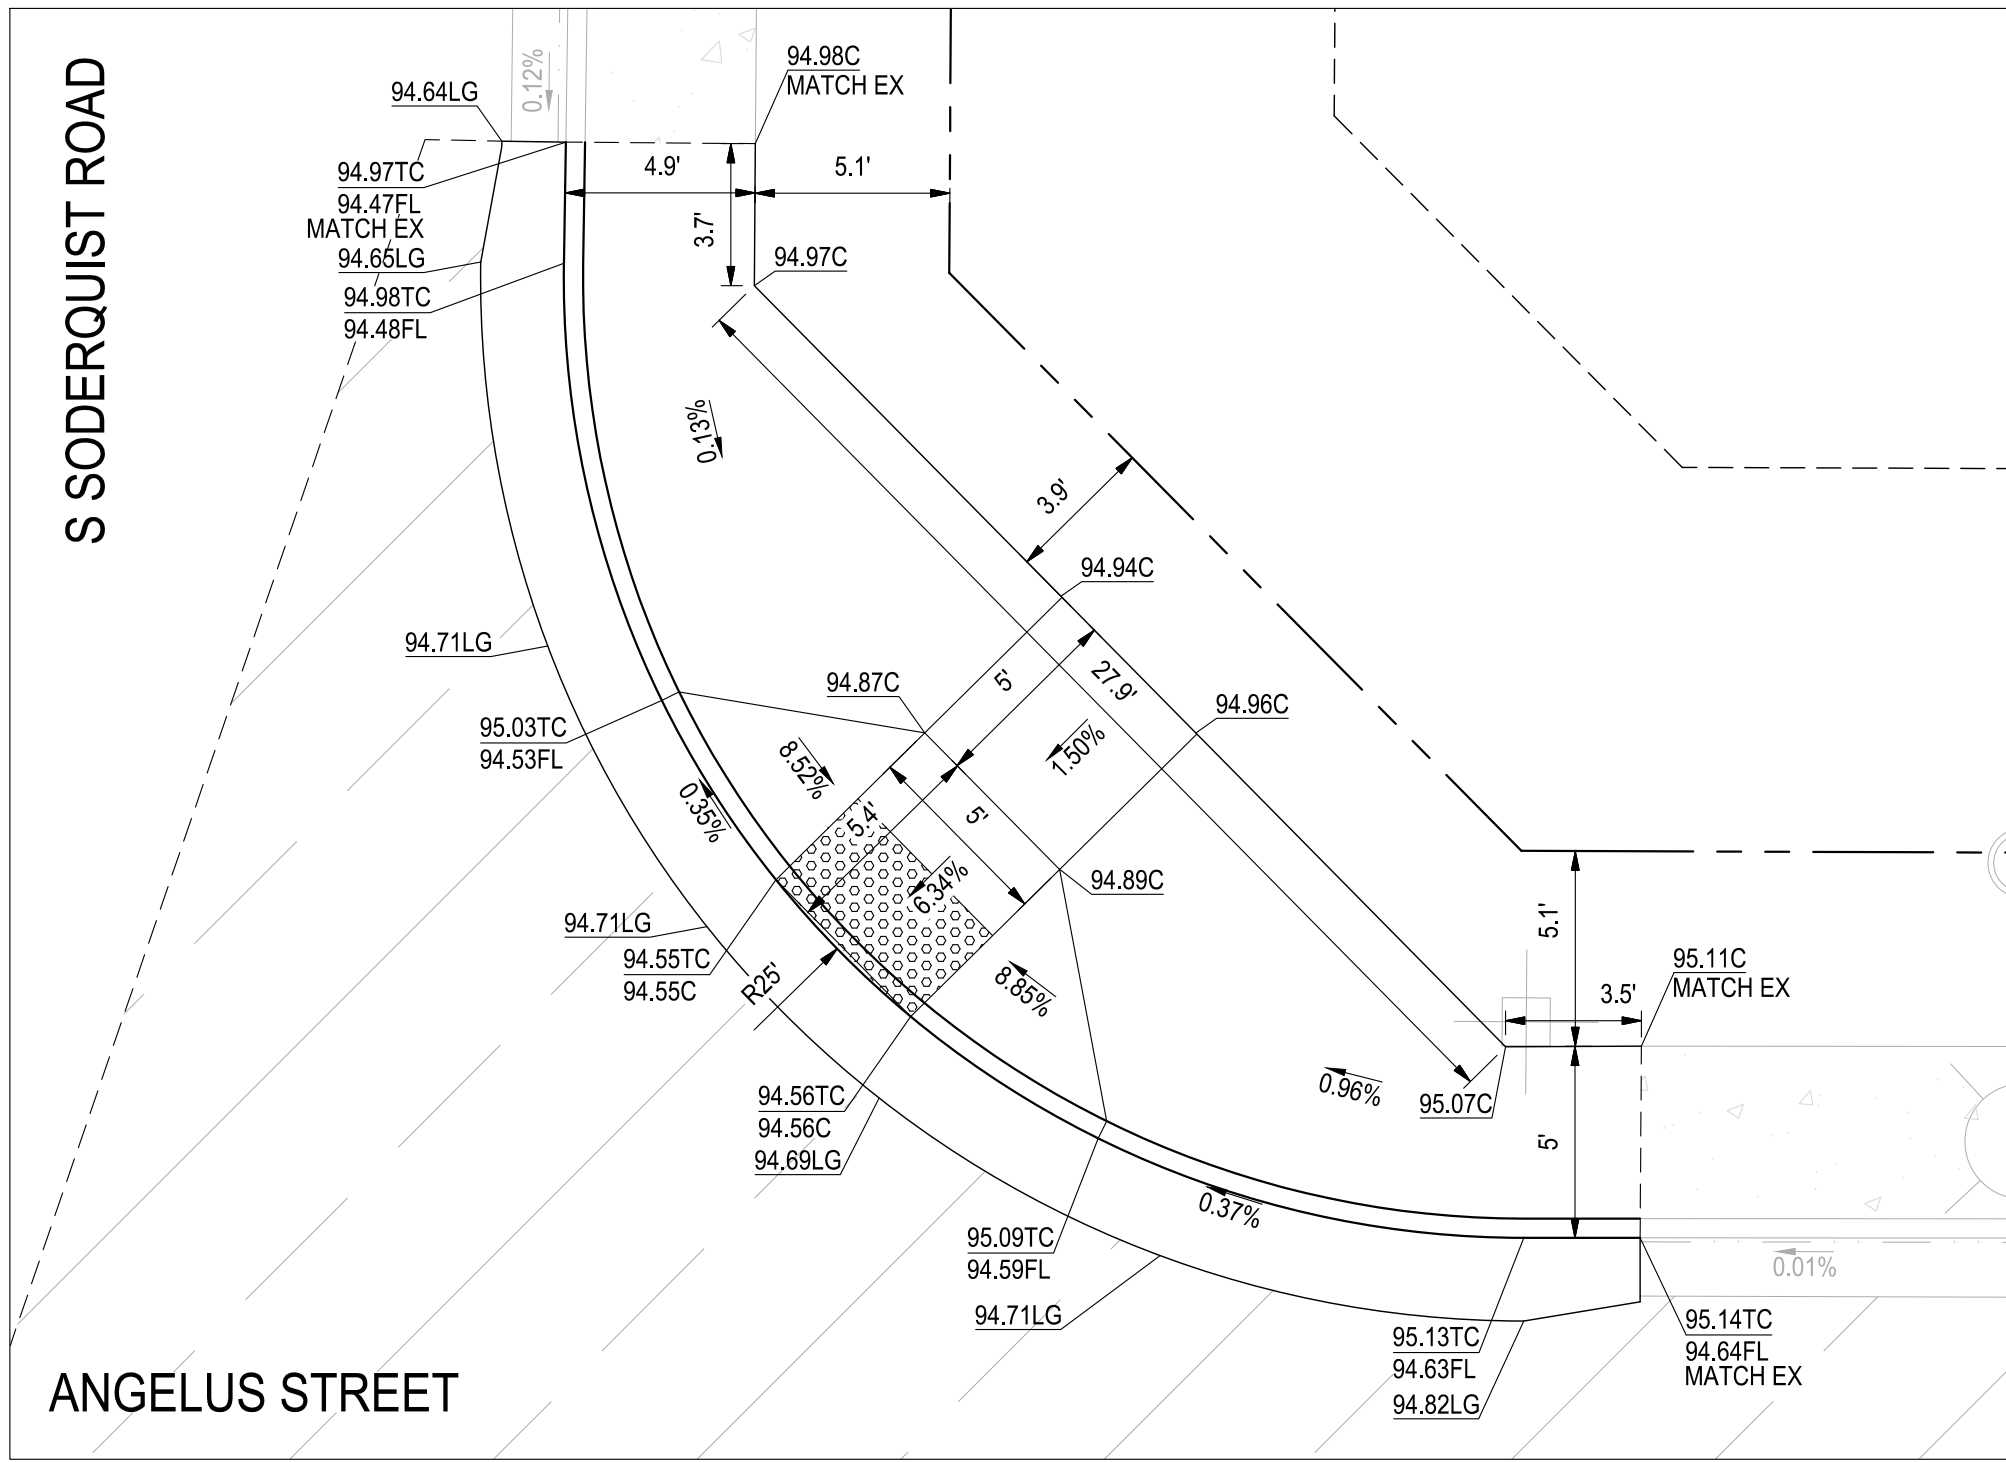 S SODERQUIST ROAD
0.12%
94.98C
MATCH EX
94.64LG
94.97TC
94.47FL
MATCH EX
94.65LG
94.98TC
94.48FL
4.9'
5.1'
3.7'
94.97C
0.13%
3.9'
94.94C
94.71LG
94.87C
5'
27.9'
94.96C
95.03TC
94.53FL
8.52%
1.50%
0.35%
5.4'
5'
94.89C
6.34%
94.71LG
94.55TC
94.55C
R25'
8.85%
5.1'
95.11C
MATCH EX
3.5'
94.56TC
94.56C
94.69LG
0.96%
95.07C
5'
0.37%
95.09TC
94.59FL
94.71LG
0.01%
95.13TC
94.63FL
94.82LG
95.14TC
94.64FL
MATCH EX
ANGELUS STREET